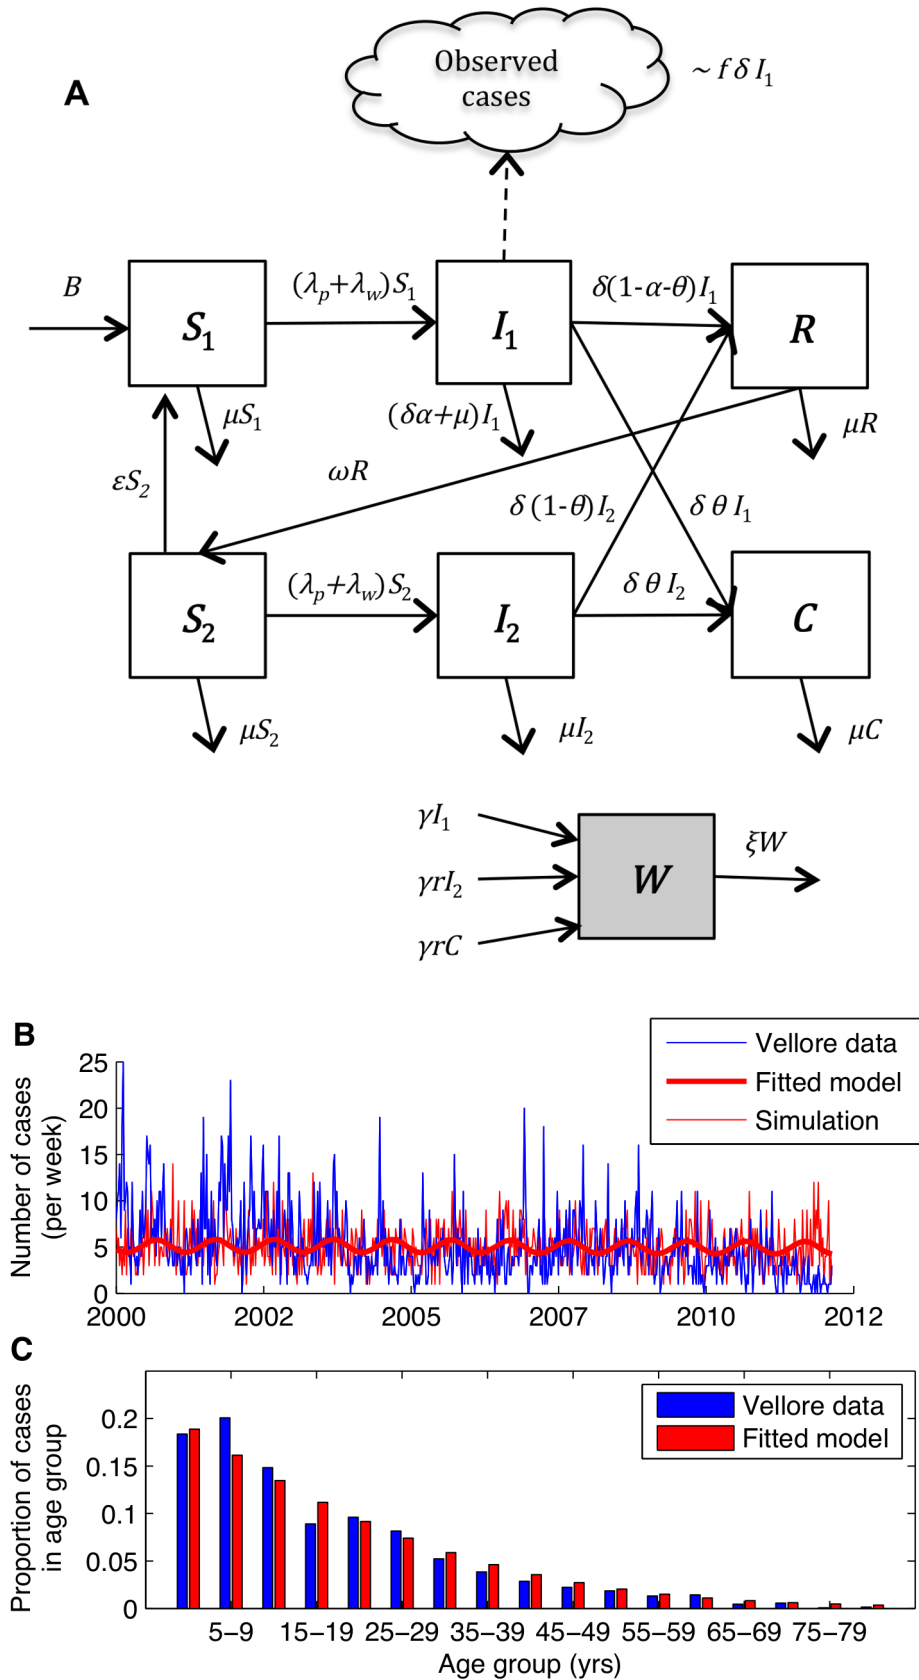 A
Observed
cases
~ f δ I₁
B
S₁
(λₚ+λ_w)S₁
I₁
δ(1-α-θ)I₁
R
μS₁
(δα+μ)I₁
μR
εS₂
ωR
δ (1-θ)I₂
δ θ I₁
S₂
(λₚ+λ_w)S₂
I₂
δ θ I₂
C
μS₂
μI₂
μC
γI₁
γrI₂
γrC
W
ξW
B
Number of cases
(per week)
25
20
15
10
5
0
2000
2002
2005
2007
2010
2012
Vellore data
Fitted model
Simulation
C
Proportion of cases
in age group
0.2
0.15
0.1
0.05
0
Vellore data
Fitted model
5–9
15–19
25–29
35–39
45–49
55–59
65–69
75–79
Age group (yrs)